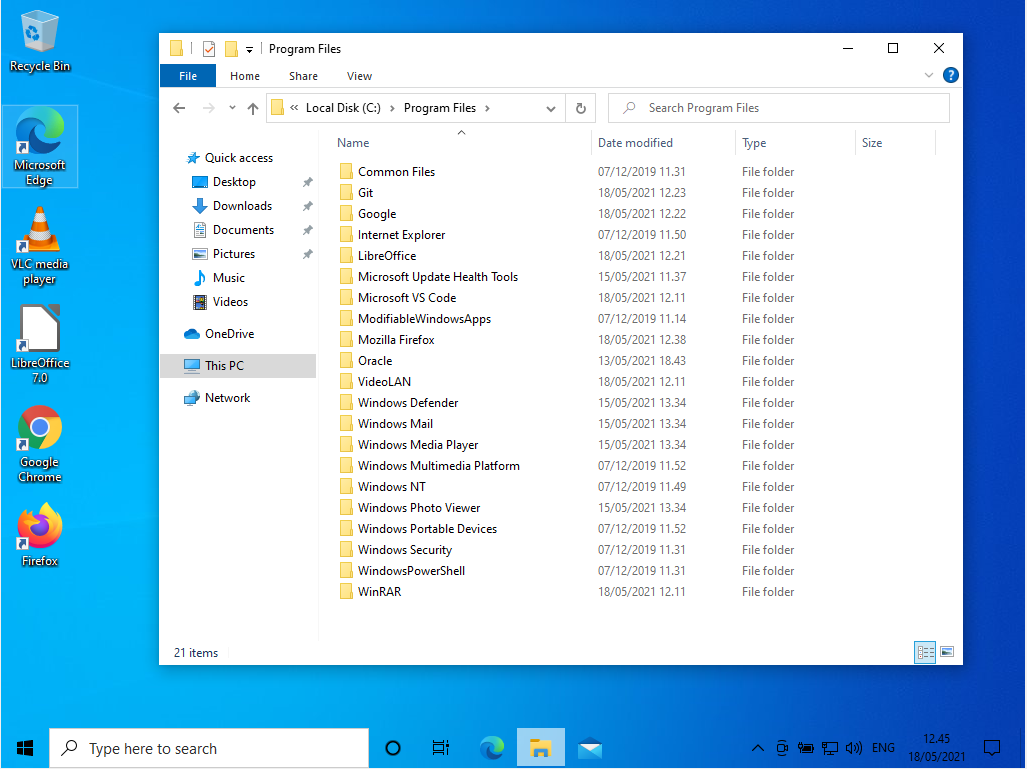 Recycle Bin
Microsoft
Edge
VLC media
player
LibreOffice
7.0
Google
Chrome
Firefox
Program Files
File Home Share View
?
« Local Disk (C:) > Program Files >
Search Program Files
Quick access
Desktop
Downloads
Documents
Pictures
Music
Videos
OneDrive
This PC
Network
Name Date modified Type Size
Common Files 07/12/2019 11.31 File folder
Git 18/05/2021 12.23 File folder
Google 18/05/2021 12.22 File folder
Internet Explorer 07/12/2019 11.50 File folder
LibreOffice 18/05/2021 12.21 File folder
Microsoft Update Health Tools 15/05/2021 11.37 File folder
Microsoft VS Code 18/05/2021 12.11 File folder
ModifiableWindowsApps 07/12/2019 11.14 File folder
Mozilla Firefox 18/05/2021 12.38 File folder
Oracle 13/05/2021 18.43 File folder
VideoLAN 18/05/2021 12.11 File folder
Windows Defender 15/05/2021 13.34 File folder
Windows Mail 15/05/2021 13.34 File folder
Windows Media Player 15/05/2021 13.34 File folder
Windows Multimedia Platform 07/12/2019 11.52 File folder
Windows NT 07/12/2019 11.49 File folder
Windows Photo Viewer 15/05/2021 13.34 File folder
Windows Portable Devices 07/12/2019 11.52 File folder
Windows Security 07/12/2019 11.31 File folder
WindowsPowerShell 07/12/2019 11.31 File folder
WinRAR 18/05/2021 12.11 File folder
21 items
Type here to search
ENG
12.45
18/05/2021